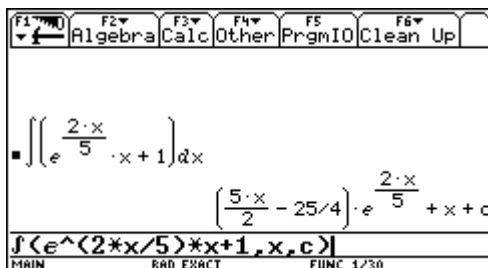 F1 F2 Algebra F3 Calc F4 Other F5 PrgmIO F6 Clean Up
∫(e^(2·x/5)·x + 1)dx
(5·x/2 - 25/4)·e^(2·x/5) + x + c
∫(e^(2*x/5)*x+1,x,c)
MAIN RAD EXACT FUNC 1/30